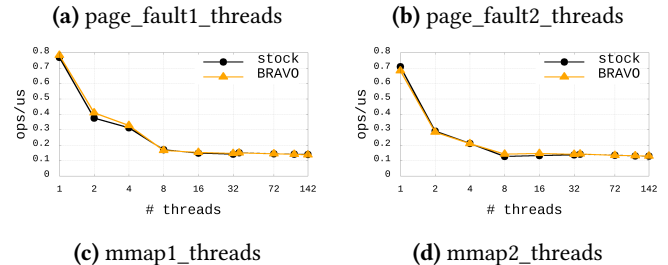 (a) page_fault1_threads
(b) page_fault2_threads
0.8
0.7
0.6
0.5
0.4
0.3
0.2
0.1
0
ops/us
stock
BRAVO
1 2 4 8 16 32 72 142
# threads
0.8
0.7
0.6
0.5
0.4
0.3
0.2
0.1
0
ops/us
stock
BRAVO
1 2 4 8 16 32 72 142
# threads
(c) mmap1_threads
(d) mmap2_threads